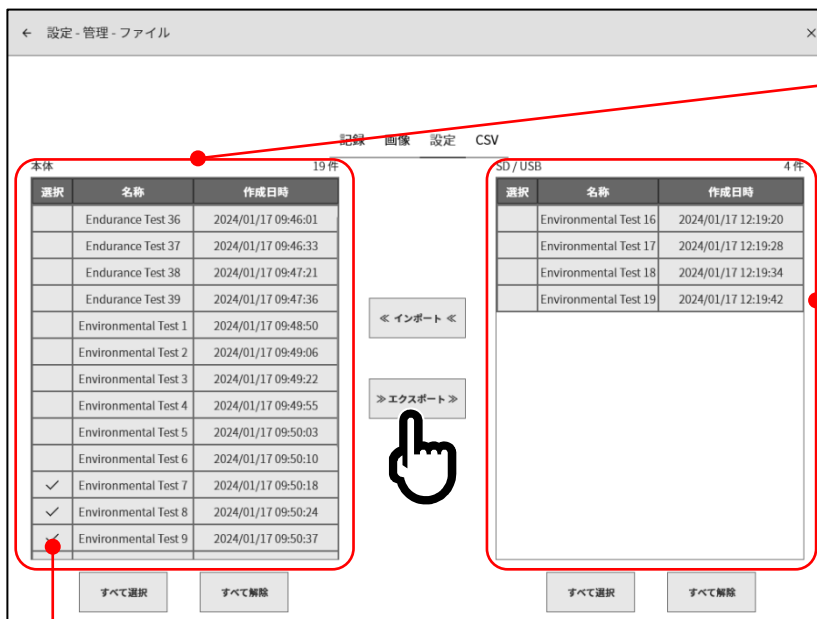 ← 設定 - 管理 - ファイル ×
記録 画像 設定 CSV
本体 19 件
選択 名称 作成日時
Endurance Test 36 2024/01/17 09:46:01
Endurance Test 37 2024/01/17 09:46:33
Endurance Test 38 2024/01/17 09:47:21
Endurance Test 39 2024/01/17 09:47:36
Environmental Test 1 2024/01/17 09:48:50
Environmental Test 2 2024/01/17 09:49:06
Environmental Test 3 2024/01/17 09:49:22
Environmental Test 4 2024/01/17 09:49:55
Environmental Test 5 2024/01/17 09:50:03
Environmental Test 6 2024/01/17 09:50:10
✓ Environmental Test 7 2024/01/17 09:50:18
✓ Environmental Test 8 2024/01/17 09:50:24
✓ Environmental Test 9 2024/01/17 09:50:37
すべて選択 すべて解除
≪ インポート ≪
≫ エクスポート ≫
SD / USB 4 件
選択 名称 作成日時
Environmental Test 16 2024/01/17 12:19:20
Environmental Test 17 2024/01/17 12:19:28
Environmental Test 18 2024/01/17 12:19:34
Environmental Test 19 2024/01/17 12:19:42
すべて選択 すべて解除